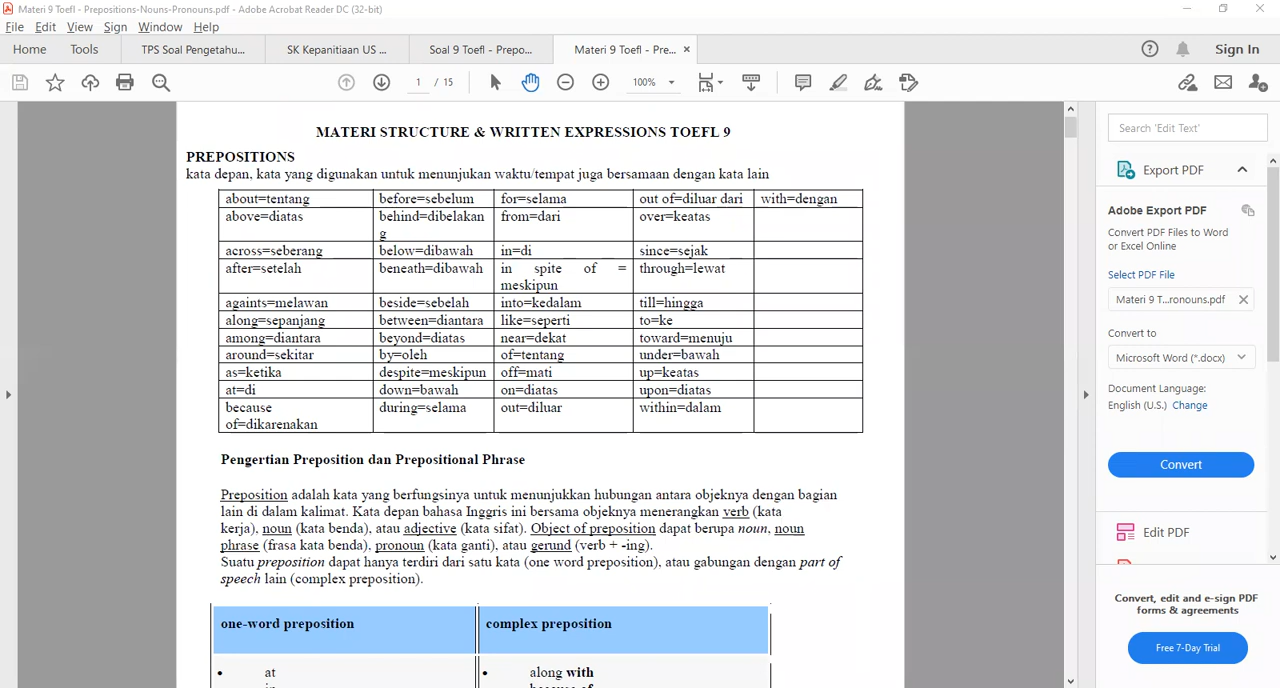 Materi 9 Toefl - Prepositions-Nouns-Pronouns.pdf - Adobe Acrobat Reader DC (32-bit)
File Edit View Sign Window Help
Home Tools TPS Soal Pengetahu... SK Kepanitiaan US ... Soal 9 Toefl - Prepo... Materi 9 Toefl - Pre... × Sign In
1 / 15 100%
MATERI STRUCTURE & WRITTEN EXPRESSIONS TOEFL 9
PREPOSITIONS
kata depan, kata yang digunakan untuk menunjukan waktu/tempat juga bersamaan dengan kata lain
about=tentang before=sebelum for=selama out of=diluar dari with=dengan
above=diatas behind=dibelakan from=dari over=keatas
g
across=seberang below=dibawah in=di since=sejak
after=setelah beneath=dibawah in spite of = through=lewat
meskipun
againts=melawan beside=sebelah into=kedalam till=hingga
along=sepanjang between=diantara like=seperti to=ke
among=diantara beyond=diatas near=dekat toward=menuju
around=sekitar by=oleh of=tentang under=bawah
as=ketika despite=meskipun off=mati up=keatas
at=di down=bawah on=diatas upon=diatas
because during=selama out=diluar within=dalam
of=dikarenakan
Pengertian Preposition dan Prepositional Phrase
Preposition adalah kata yang berfungsinya untuk menunjukkan hubungan antara objeknya dengan bagian
lain di dalam kalimat. Kata depan bahasa Inggris ini bersama objeknya menerangkan verb (kata
kerja), noun (kata benda), atau adjective (kata sifat). Object of preposition dapat berupa noun, noun
phrase (frasa kata benda), pronoun (kata ganti), atau gerund (verb + -ing).
Suatu preposition dapat hanya terdiri dari satu kata (one word preposition), atau gabungan dengan part of
speech lain (complex preposition).
one-word preposition complex preposition
• at • along with
in because of
Search 'Edit Text'
Export PDF
Adobe Export PDF
Convert PDF Files to Word
or Excel Online
Select PDF File
Materi 9 T...ronouns.pdf
Convert to
Microsoft Word (*.docx)
Document Language:
English (U.S.) Change
Convert
Edit PDF
Convert, edit and e-sign PDF
forms & agreements
Free 7-Day Trial